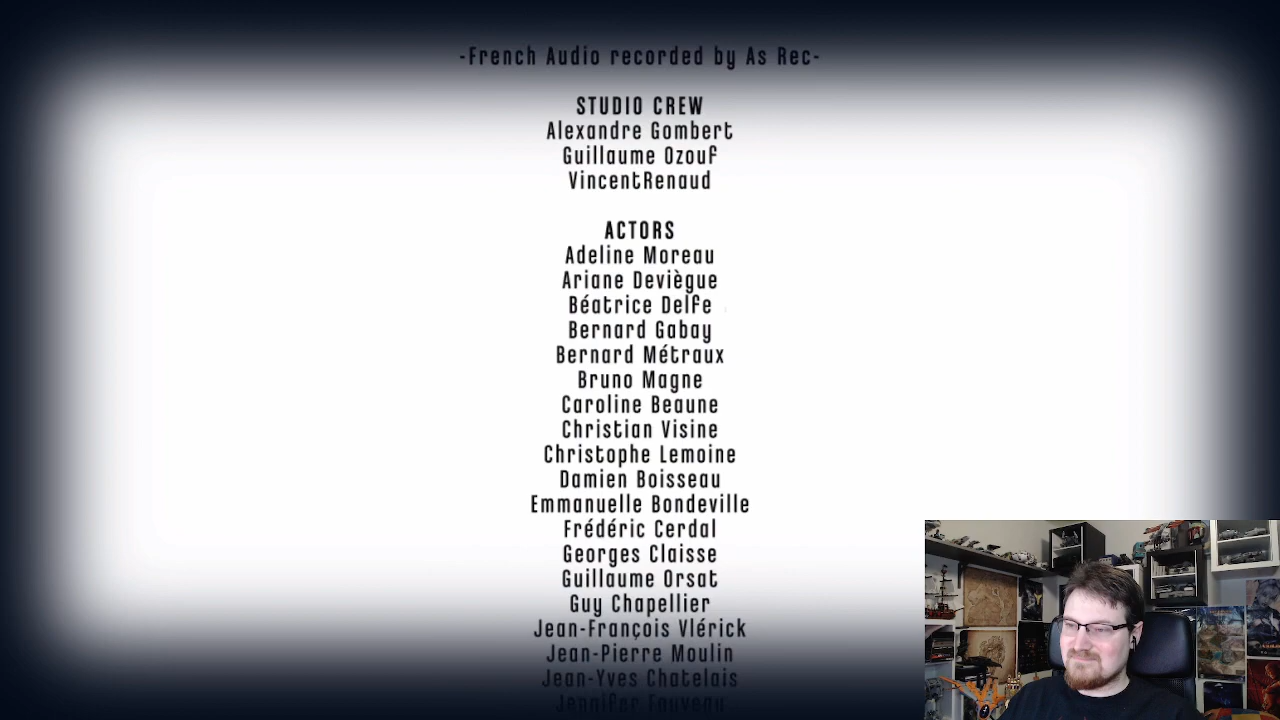 -French Audio recorded by As Rec-
STUDIO CREW
Alexandre Gombert
Guillaume Ozouf
VincentRenaud
ACTORS
Adeline Moreau
Ariane Deviègue
Béatrice Delfe
Bernard Gabay
Bernard Métraux
Bruno Magne
Caroline Beaune
Christian Visine
Christophe Lemoine
Damien Boisseau
Emmanuelle Bondeville
Frédéric Cerdal
Georges Claisse
Guillaume Orsat
Guy Chapellier
Jean-François Vlérick
Jean-Pierre Moulin
Jean-Yves Chatelais
Jennifer Fauveau